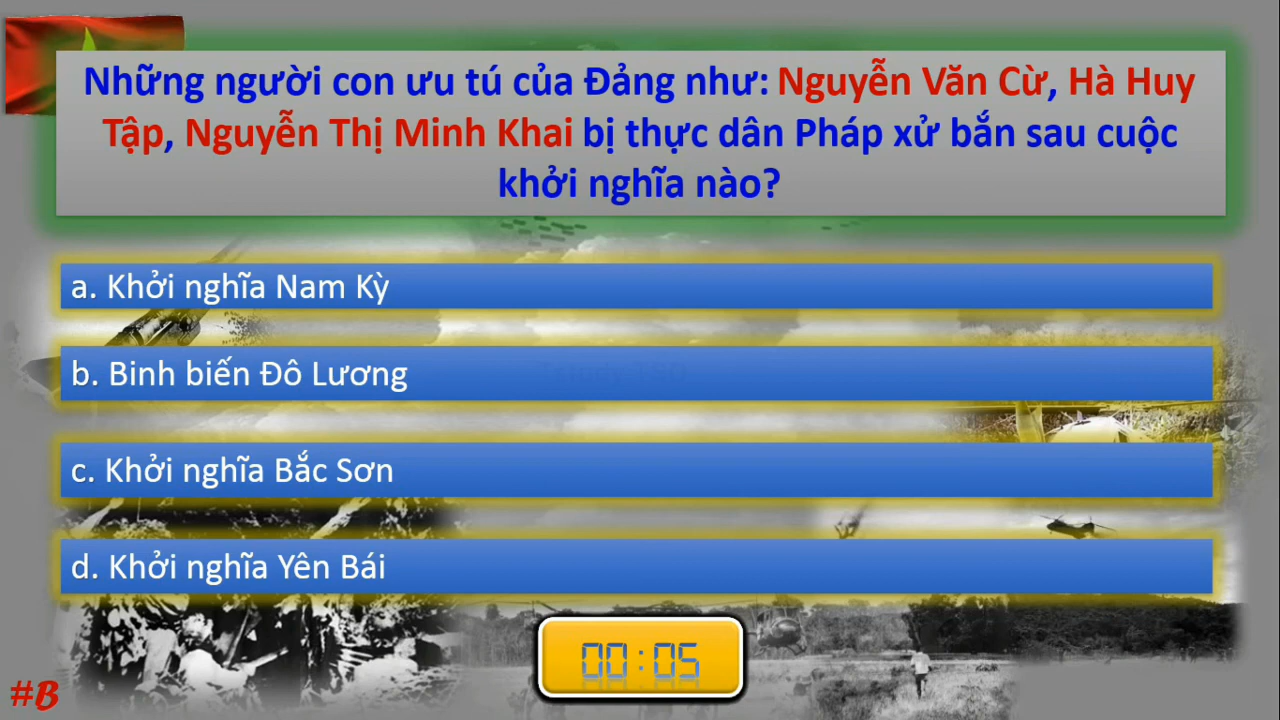 Những người con ưu tú của Đảng như: Nguyễn Văn Cừ, Hà Huy
Tập, Nguyễn Thị Minh Khai bị thực dân Pháp xử bắn sau cuộc
khởi nghĩa nào?
a. Khởi nghĩa Nam Kỳ
b. Binh biến Đô Lương
c. Khởi nghĩa Bắc Sơn
d. Khởi nghĩa Yên Bái
00:05
#B